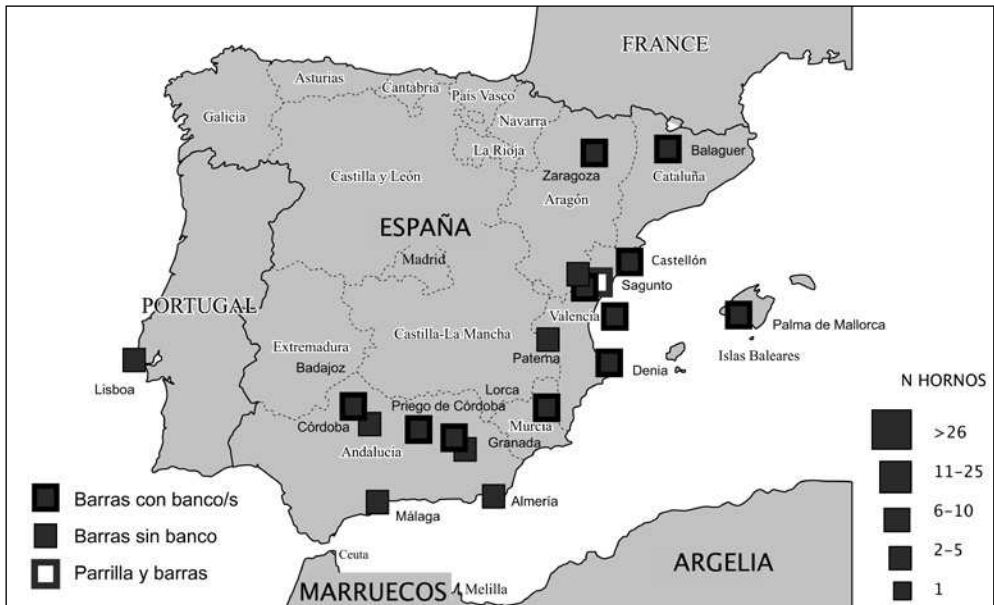 FRANCE
Asturias
Cantabria
País Vasco
Navarra
Galicia
La Rioja
Castilla y León
Zaragoza
Aragón
Balaguer
Cataluña
ESPAÑA
Madrid
Castellón
Sagunto
PORTUGAL
Valencia
Castilla-La Mancha
Palma de Mallorca
Islas Baleares
Extremadura
Badajoz
Paterna
Denia
Lisboa
Lorca
Priego de Córdoba
Córdoba
Murcia
Granada
Andalucía
Almería
Málaga
Ceuta
Melilla
MARRUECOS
ARGELIA
Barras con banco/s
Barras sin banco
Parrilla y barras
N HORNOS
>26
11-25
6-10
2-5
1